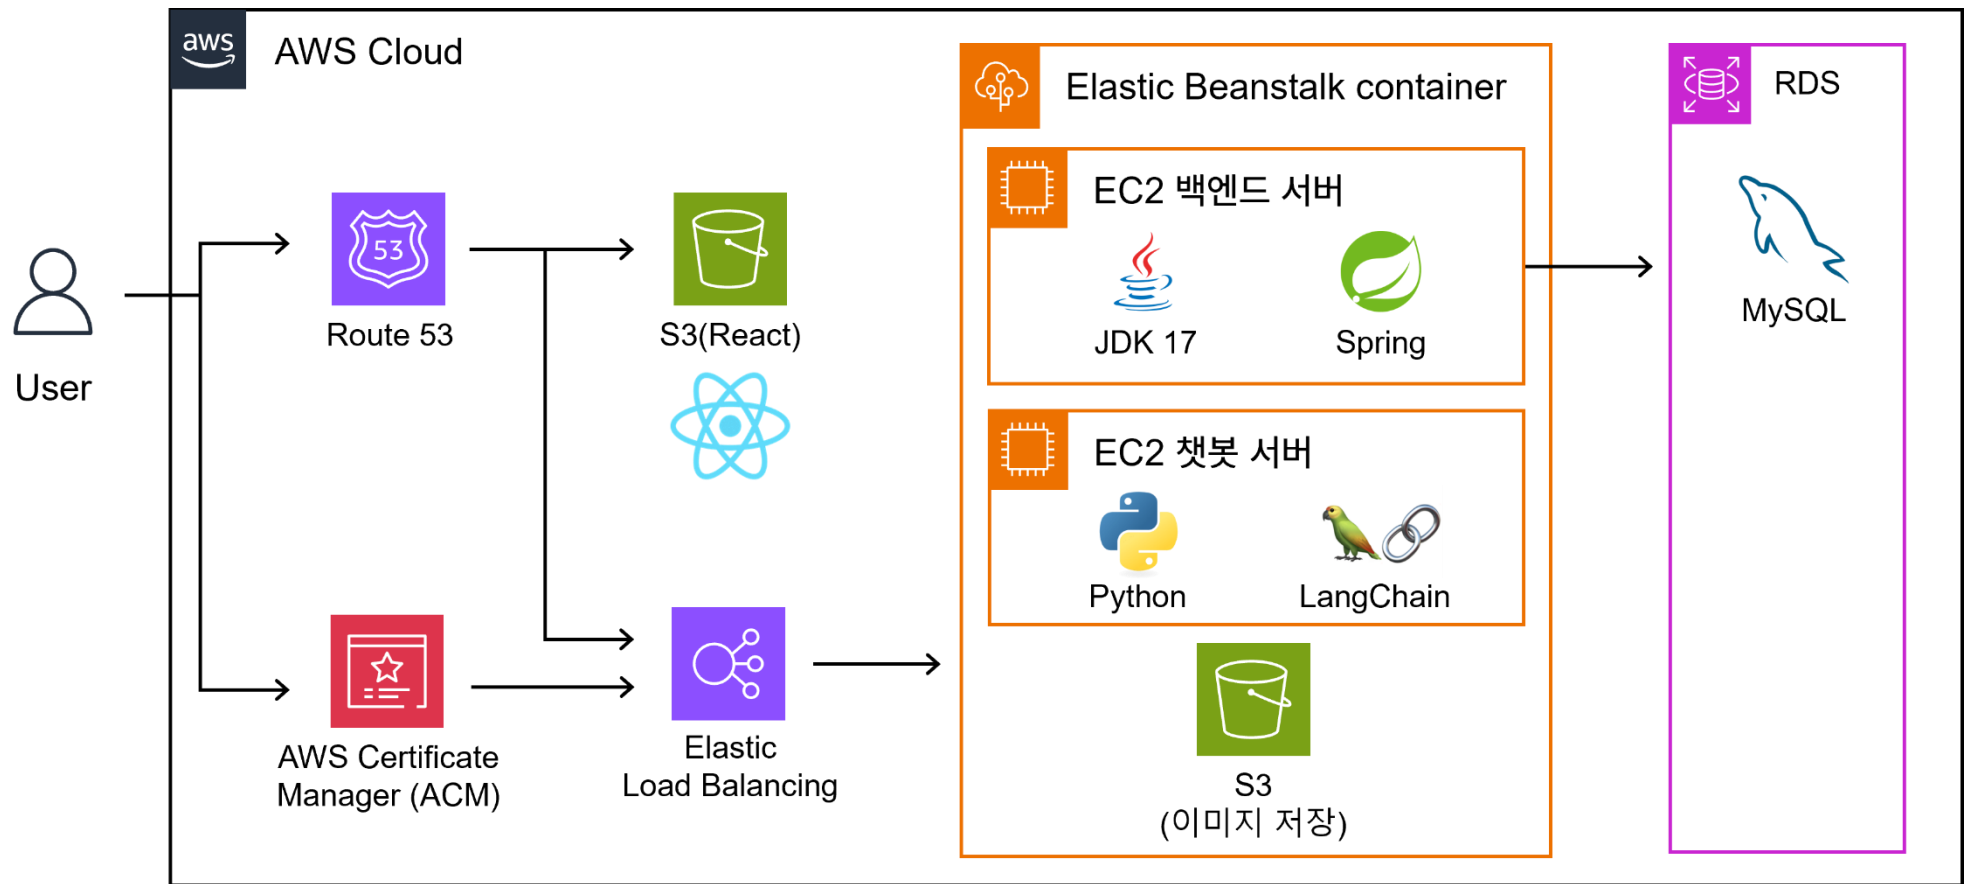 aws
AWS Cloud
Elastic Beanstalk container
RDS
EC2 백엔드 서버
53
JDK 17
Spring
MySQL
Route 53
S3(React)
User
EC2 챗봇 서버
Python
LangChain
AWS Certificate
Manager (ACM)
Elastic
Load Balancing
S3
(이미지 저장)